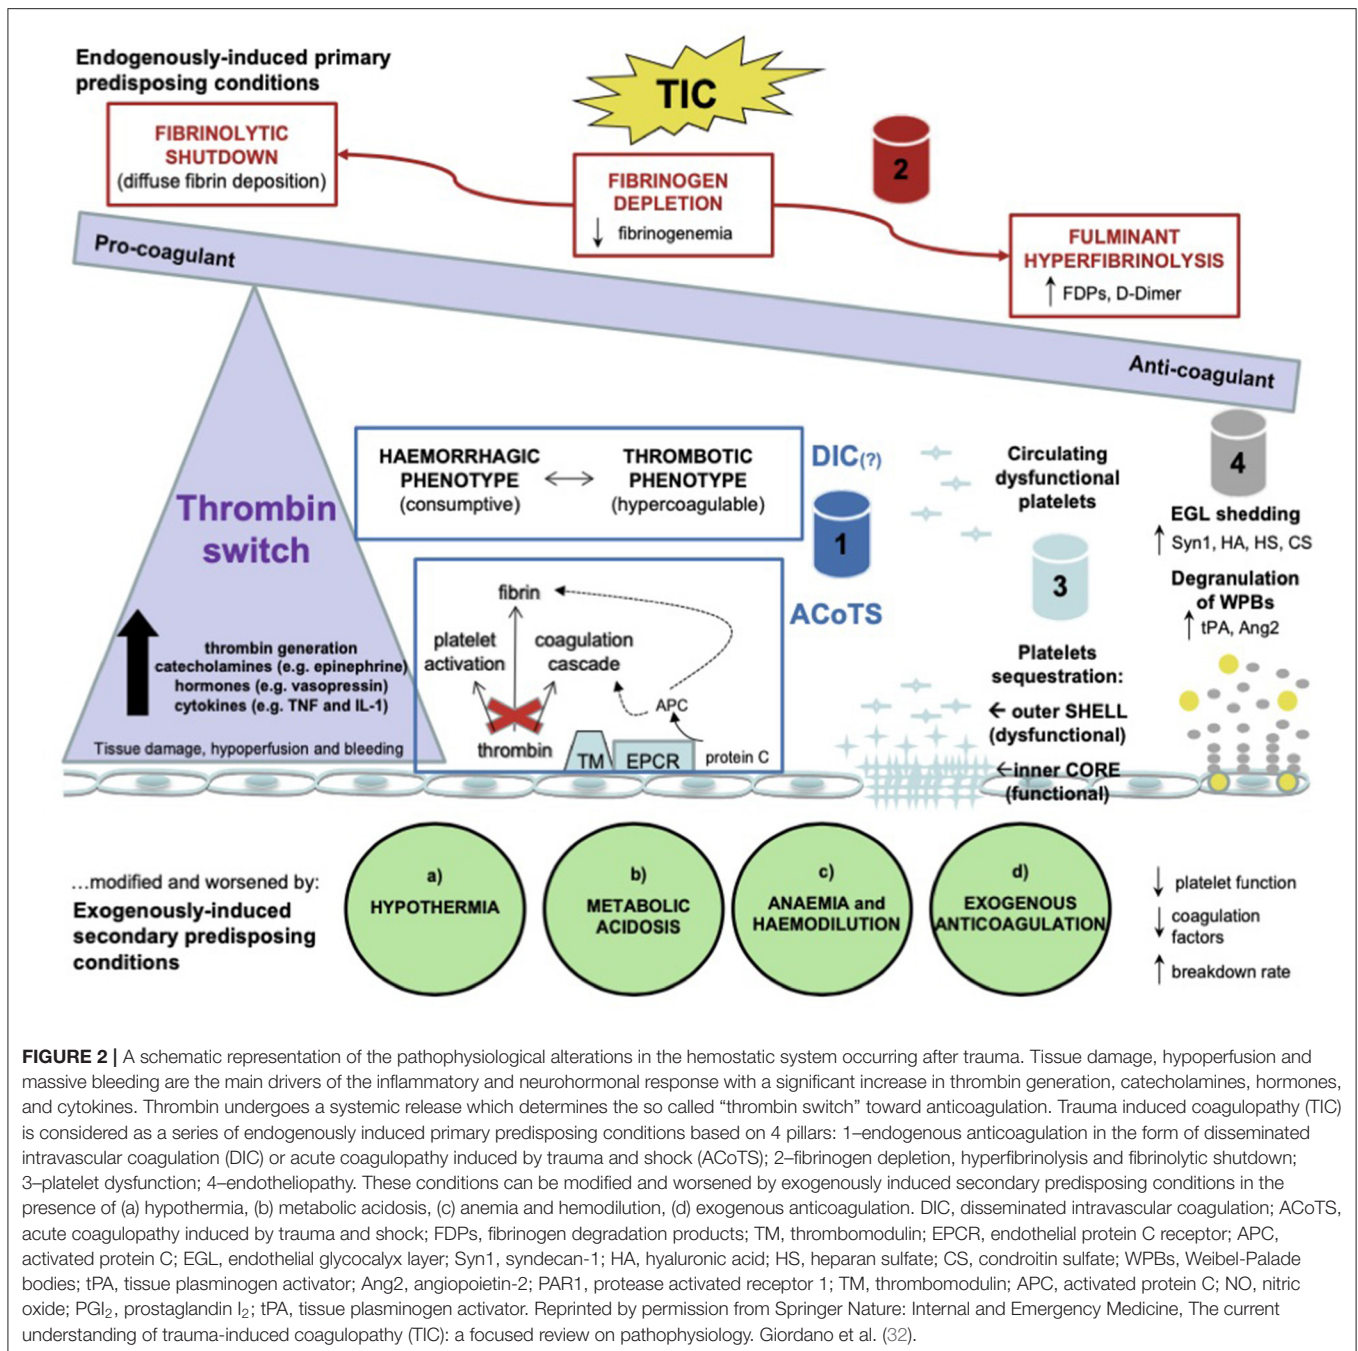 Endogenously-induced primary
predisposing conditions
TIC
FIBRINOLYTIC
SHUTDOWN
(diffuse fibrin deposition)
FIBRINOGEN
DEPLETION
↓ fibrinogenemia
2
FULMINANT
HYPERFIBRINOLYSIS
↑ FDPs, D-Dimer
Pro-coagulant
Anti-coagulant
HAEMORRHAGIC
PHENOTYPE
(consumptive)
THROMBOTIC
PHENOTYPE
(hypercoagulable)
DIC(?)
1
ACoTS
Circulating
dysfunctional
platelets
3
4
EGL shedding
↑ Syn1, HA, HS, CS
Degranulation
of WPBs
↑ tPA, Ang2
Thrombin
switch
thrombin generation
catecholamines (e.g. epinephrine)
hormones (e.g. vasopressin)
cytokines (e.g. TNF and IL-1)
Tissue damage, hypoperfusion and bleeding
fibrin
platelet
activation
coagulation
cascade
APC
thrombin
TM
EPCR
protein C
Platelets
sequestration:
← outer SHELL
(dysfunctional)
←inner CORE
(functional)
...modified and worsened by:
Exogenously-induced
secondary predisposing
conditions
a)
HYPOTHERMIA
b)
METABOLIC
ACIDOSIS
c)
ANAEMIA and
HAEMODILUTION
d)
EXOGENOUS
ANTICOAGULATION
↓ platelet function
↓ coagulation
factors
↑ breakdown rate
FIGURE 2 | A schematic representation of the pathophysiological alterations in the hemostatic system occurring after trauma. Tissue damage, hypoperfusion and
massive bleeding are the main drivers of the inflammatory and neurohormonal response with a significant increase in thrombin generation, catecholamines, hormones,
and cytokines. Thrombin undergoes a systemic release which determines the so called “thrombin switch” toward anticoagulation. Trauma induced coagulopathy (TIC)
is considered as a series of endogenously induced primary predisposing conditions based on 4 pillars: 1–endogenous anticoagulation in the form of disseminated
intravascular coagulation (DIC) or acute coagulopathy induced by trauma and shock (ACoTS); 2–fibrinogen depletion, hyperfibrinolysis and fibrinolytic shutdown;
3–platelet dysfunction; 4–endotheliopathy. These conditions can be modified and worsened by exogenously induced secondary predisposing conditions in the
presence of (a) hypothermia, (b) metabolic acidosis, (c) anemia and hemodilution, (d) exogenous anticoagulation. DIC, disseminated intravascular coagulation; ACoTS,
acute coagulopathy induced by trauma and shock; FDPs, fibrinogen degradation products; TM, thrombomodulin; EPCR, endothelial protein C receptor; APC,
activated protein C; EGL, endothelial glycocalyx layer; Syn1, syndecan-1; HA, hyaluronic acid; HS, heparan sulfate; CS, condroitin sulfate; WPBs, Weibel-Palade
bodies; tPA, tissue plasminogen activator; Ang2, angiopoietin-2; PAR1, protease activated receptor 1; TM, thrombomodulin; APC, activated protein C; NO, nitric
oxide; PGI₂, prostaglandin I₂; tPA, tissue plasminogen activator. Reprinted by permission from Springer Nature: Internal and Emergency Medicine, The current
understanding of trauma-induced coagulopathy (TIC): a focused review on pathophysiology. Giordano et al. (32).